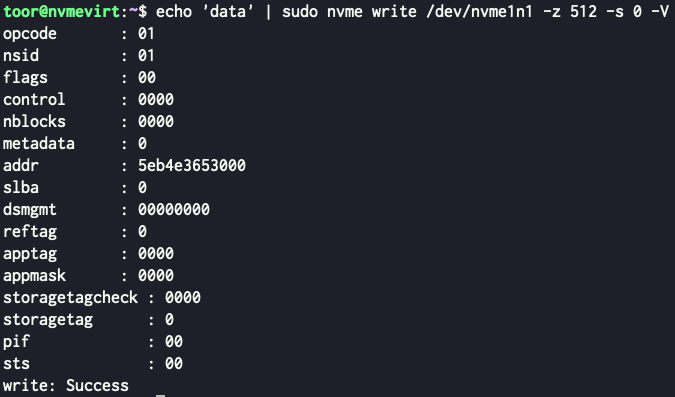 toor@nvmevirt:~$ echo 'data' | sudo nvme write /dev/nvme1n1 -z 512 -s 0 -V
opcode : 01
nsid : 01
flags : 00
control : 0000
nblocks : 0000
metadata : 0
addr : 5eb4e3653000
slba : 0
dsmgmt : 00000000
reftag : 0
apptag : 0000
appmask : 0000
storagetagcheck : 0000
storagetag : 0
pif : 00
sts : 00
write: Success